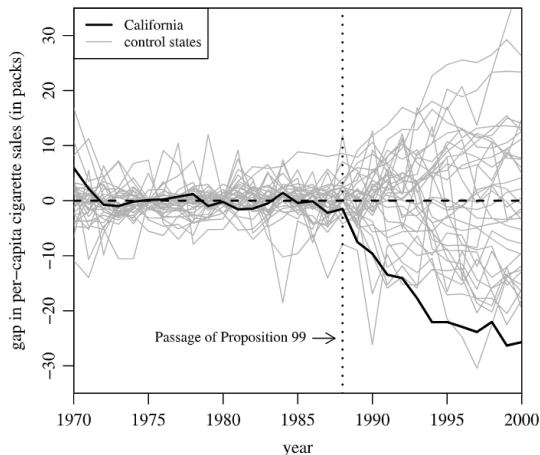 California
control states
gap in per-capita cigarette sales (in packs)
30
20
10
0
−10
−20
−30
Passage of Proposition 99
1970 1975 1980 1985 1990 1995 2000
year